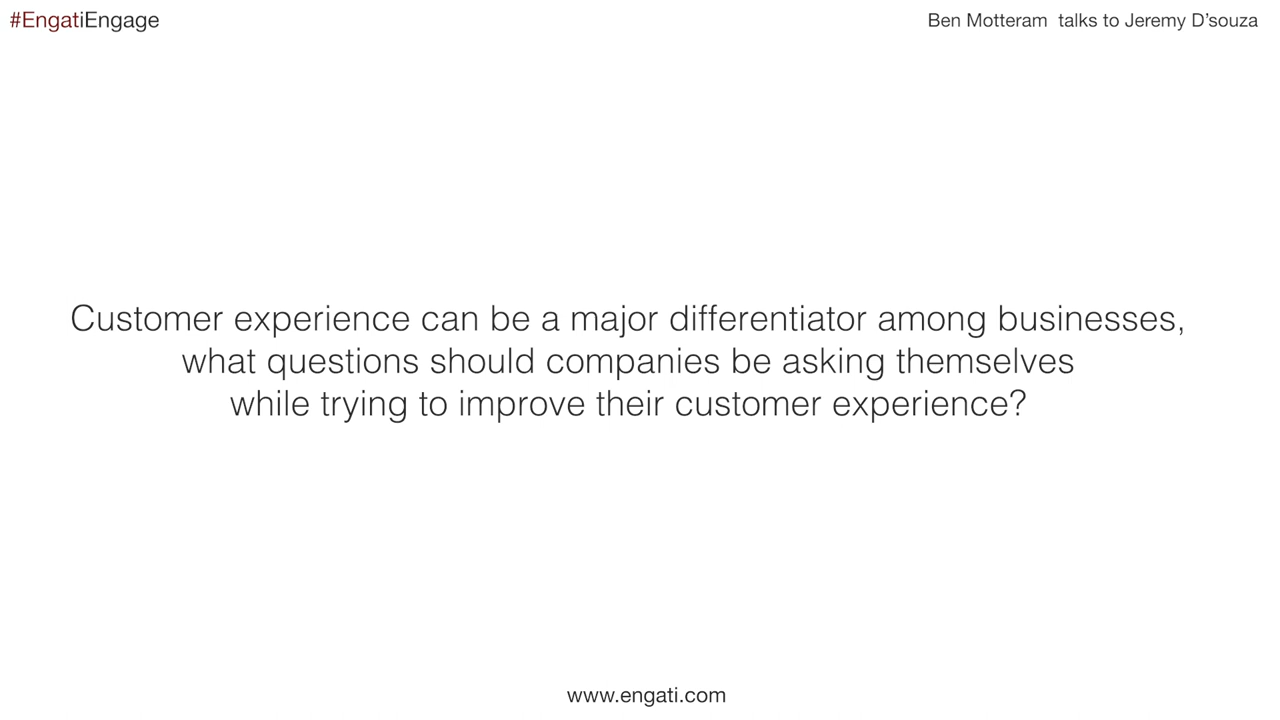 #EngatiEngage
Ben Motteram talks to Jeremy D'souza
Customer experience can be a major differentiator among businesses,
what questions should companies be asking themselves
while trying to improve their customer experience?
www.engati.com